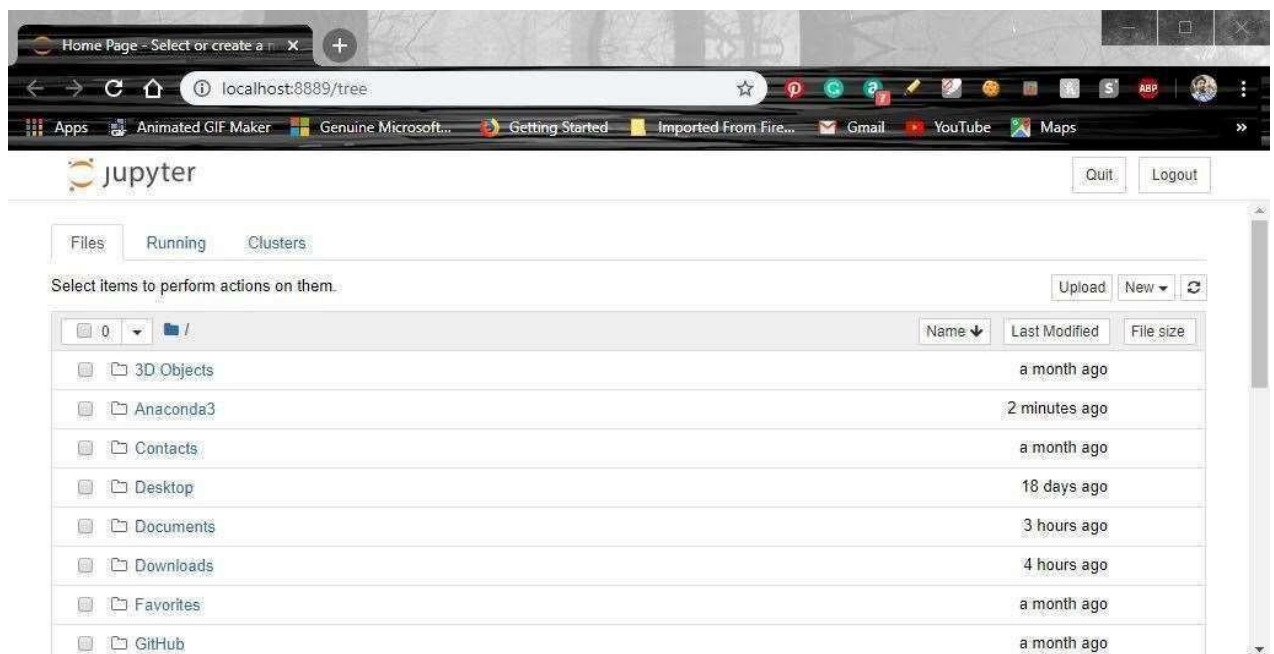 Home Page - Select or create a n
localhost:8889/tree
ABP
Apps Animated GIF Maker Genuine Microsoft... Getting Started Imported From Fire... Gmail YouTube Maps »
jupyter Quit Logout
Files Running Clusters
Select items to perform actions on them. Upload New
0 / Name Last Modified File size
3D Objects a month ago
Anaconda3 2 minutes ago
Contacts a month ago
Desktop 18 days ago
Documents 3 hours ago
Downloads 4 hours ago
Favorites a month ago
GitHub a month ago